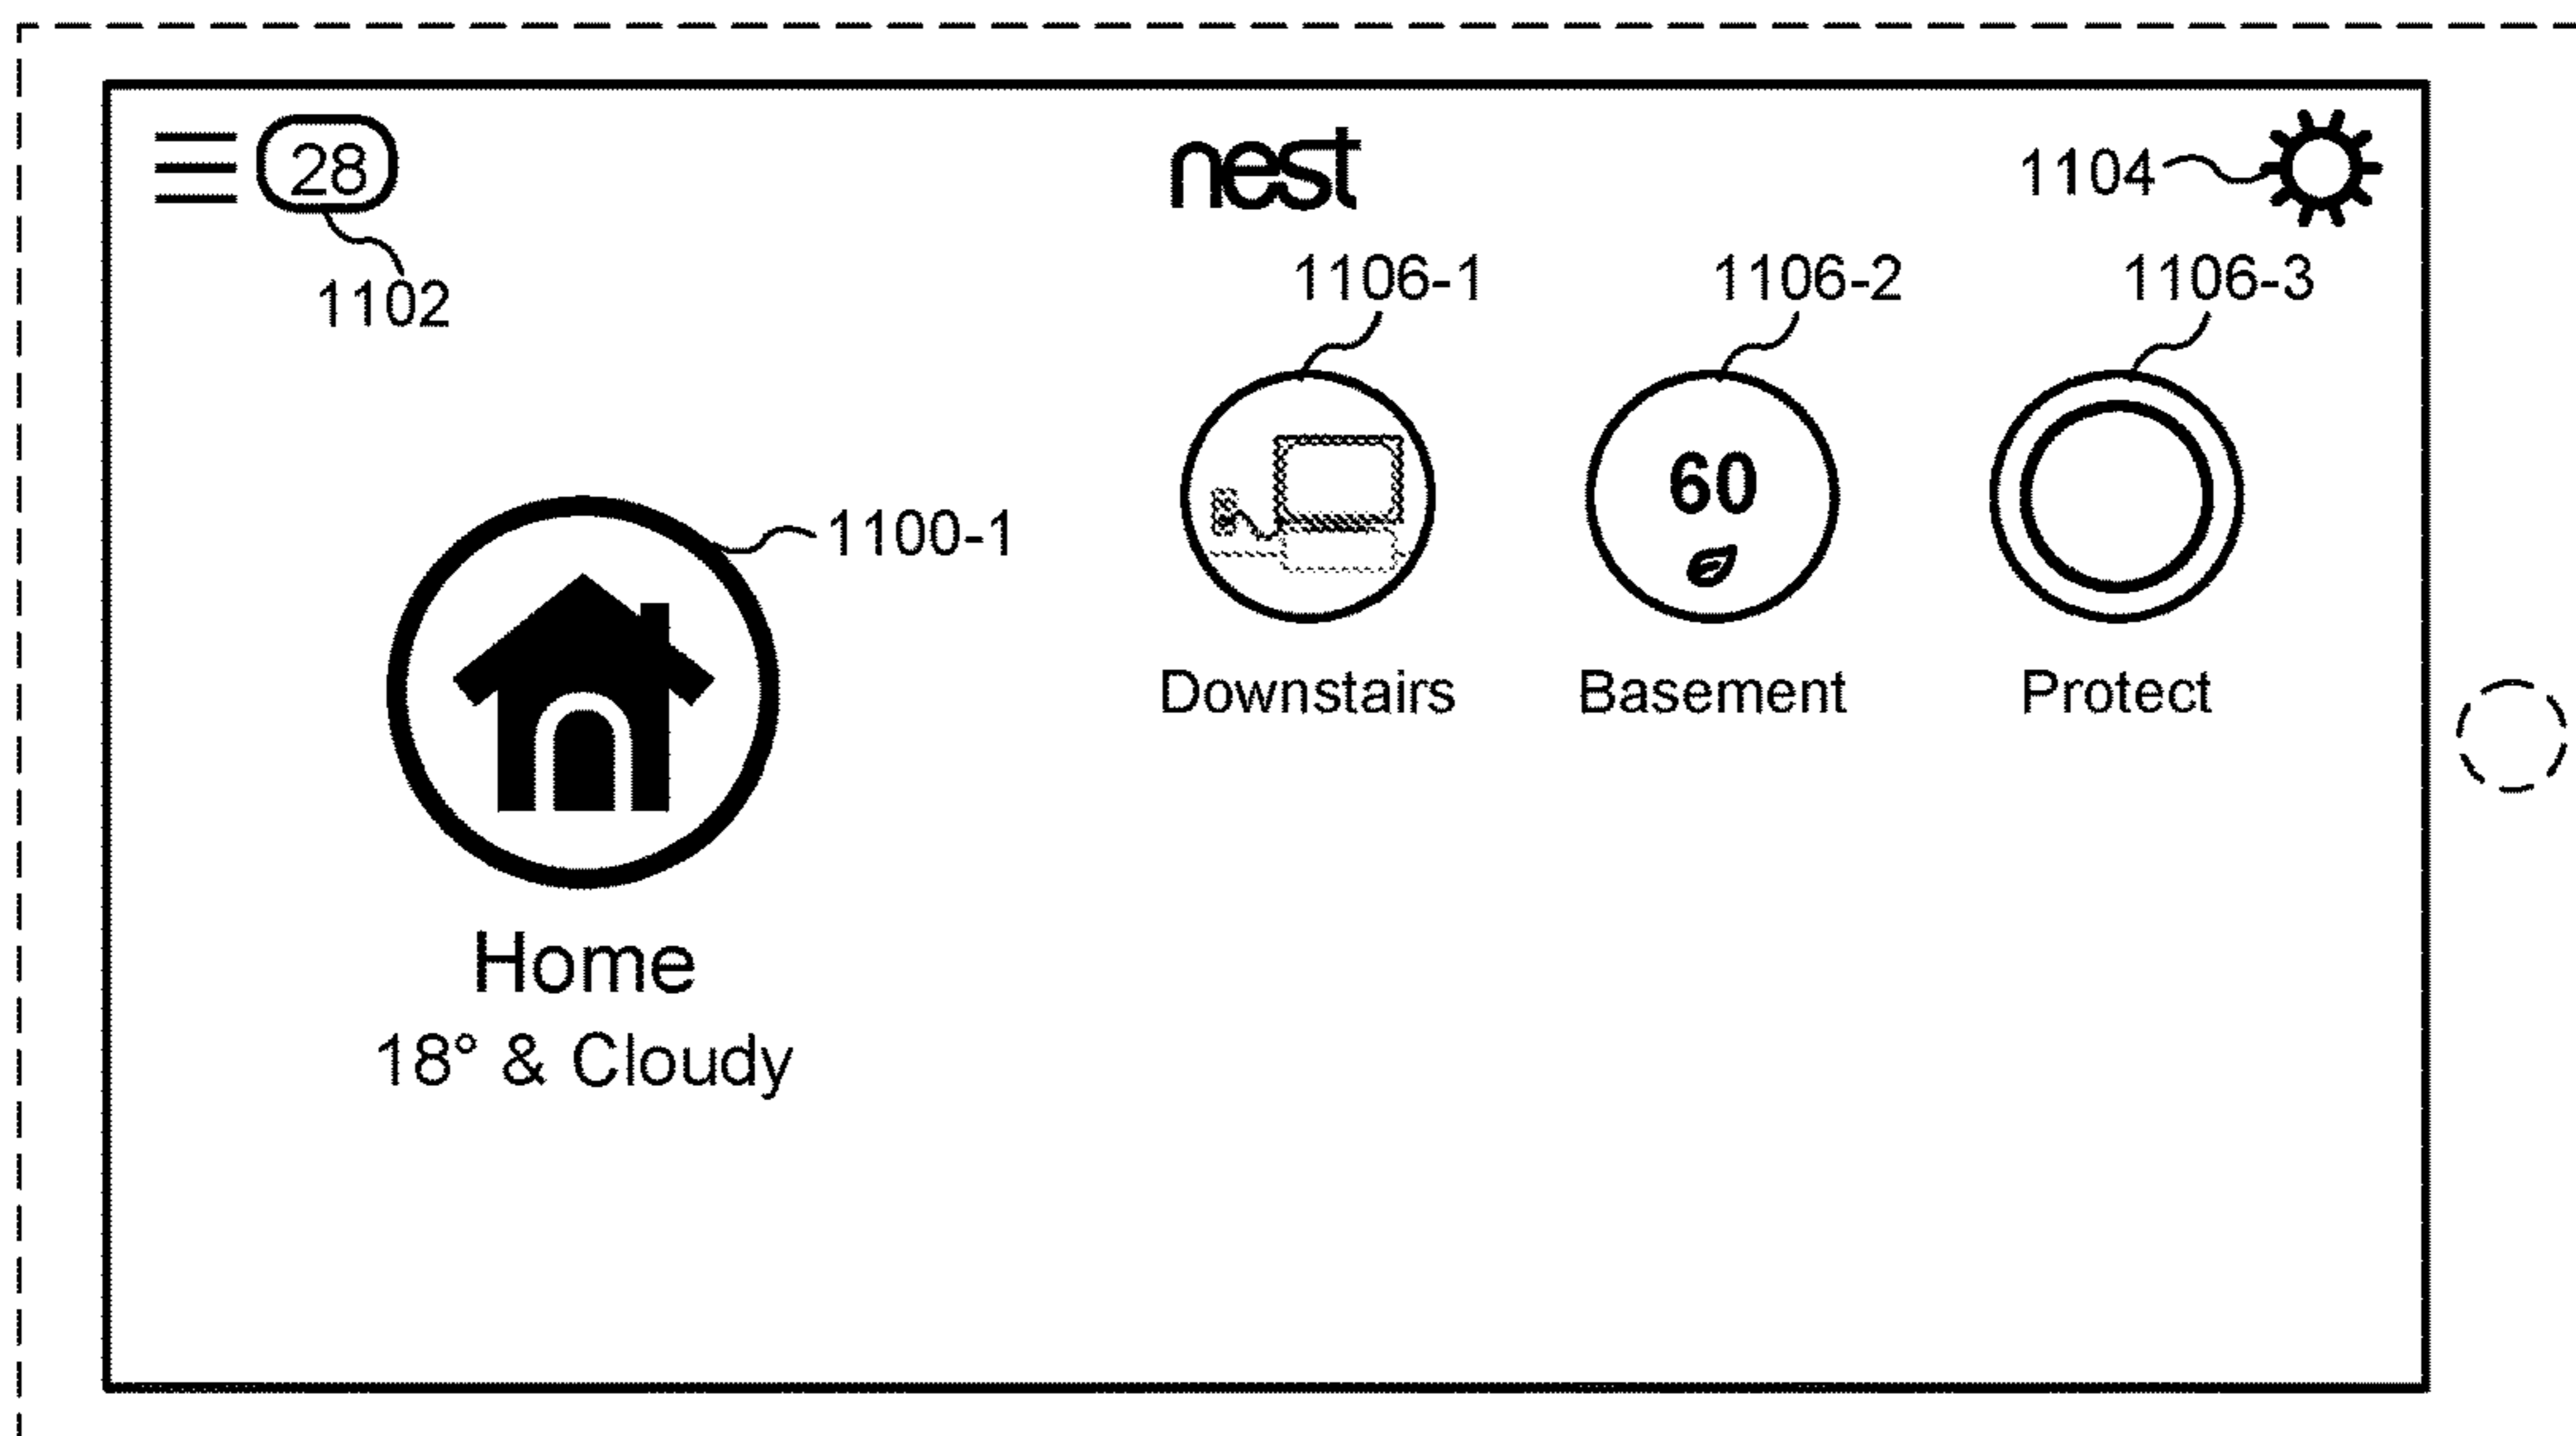 28
nest
1104
1102
1106-1
1106-2
1106-3
60
1100-1
Downstairs
Basement
Protect
Home
18° & Cloudy